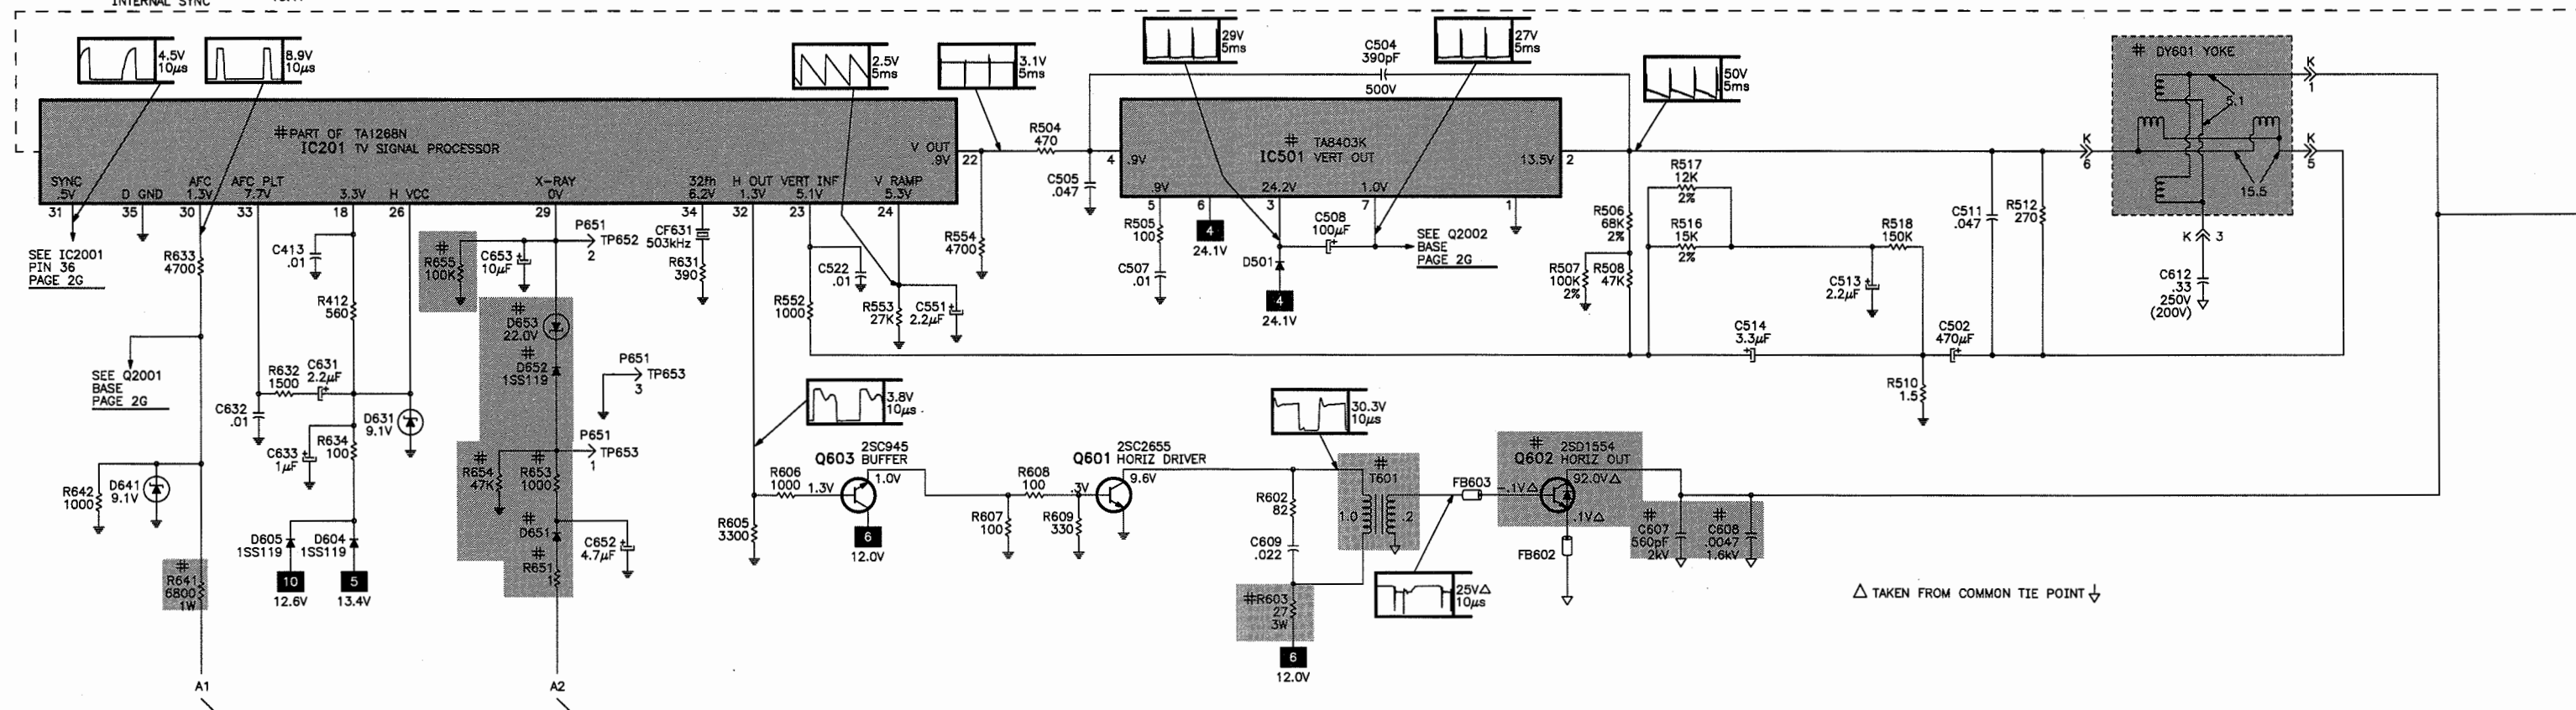 INTERNAL SYNC
4.5V
10µs
8.9V
10µs
2.5V
5ms
3.1V
5ms
29V
5ms
C504
390pF
500V
27V
5ms
50V
5ms
# DY601 YOKE
5.1
15.5
K
1
K
5
K
6
K 3
#PART OF TA1268N
IC201 TV SIGNAL PROCESSOR
V OUT
.9V
22
SYNC
.5V
31
D GND
35
AFC
1.3V
30
AFC PLT
7.7V
33
3.3V
18
H VCC
26
X-RAY
0V
29
32fh
6.2V
34
H OUT
1.3V
32
VERT INF
5.1V
23
V RAMP
5.3V
24
R504
470
C505
.047
# TA8403K
IC501 VERT OUT
4
.9V
13.5V
2
.9V
5
6
24.2V
3
1.0V
7
1
R505
100
C507
.01
4
24.1V
D501
4
24.1V
C508
100µF
SEE Q2002
BASE
PAGE 2G
R506
68K
2%
R507
100K
2%
R508
47K
R517
12K
2%
R516
15K
2%
R518
150K
C513
2.2µF
C511
.047
R512
270
C612
.33
250V
(200V)
C514
3.3µF
C502
470µF
R510
1.5
SEE IC2001
PIN 36
PAGE 2G
R633
4700
C413
.01
R412
560
R655
100K
C653
10µF
P651
TP652
2
CF631
503kHz
R631
390
R552
1000
C522
.01
R553
27K
C551
2.2µF
R554
4700
SEE Q2001
BASE
PAGE 2G
R632
1500
C631
2.2µF
C632
.01
D631
9.1V
C633
1µF
R634
100
#
D653
22.0V
#
D652
1SS119
P651
TP653
3
P651
TP653
1
#
R654
47K
#
R653
1000
#
D651
#
R651
1
C652
4.7µF
R642
1000
D641
9.1V
D605
1SS119
D604
1SS119
10
12.6V
5
13.4V
#
R641
6800
1W
A1
A2
3.8V
10µs
R605
3300
R606
1000
1.3V
2SC945
Q603 BUFFER
1.0V
6
12.0V
R607
100
R608
100
R609
330
.3V
2SC2655
Q601 HORIZ DRIVER
9.6V
30.3V
10µs
R602
82
C609
.022
#R603
27
3W
6
12.0V
#
T601
1.0
.2
25V△
10µs
FB603
-.1V△
# 2SD1554
Q602 HORIZ OUT
92.0V△
.1V△
FB602
#
C607
560pF
2kV
#
C608
.0047
1.6kV
△ TAKEN FROM COMMON TIE POINT